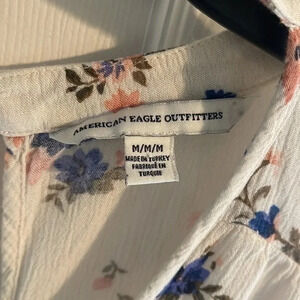 AMERICAN EAGLE OUTFITTERS
M/M/M
MADE IN TURKEY
FABRIQUÉ EN
TURQUIE